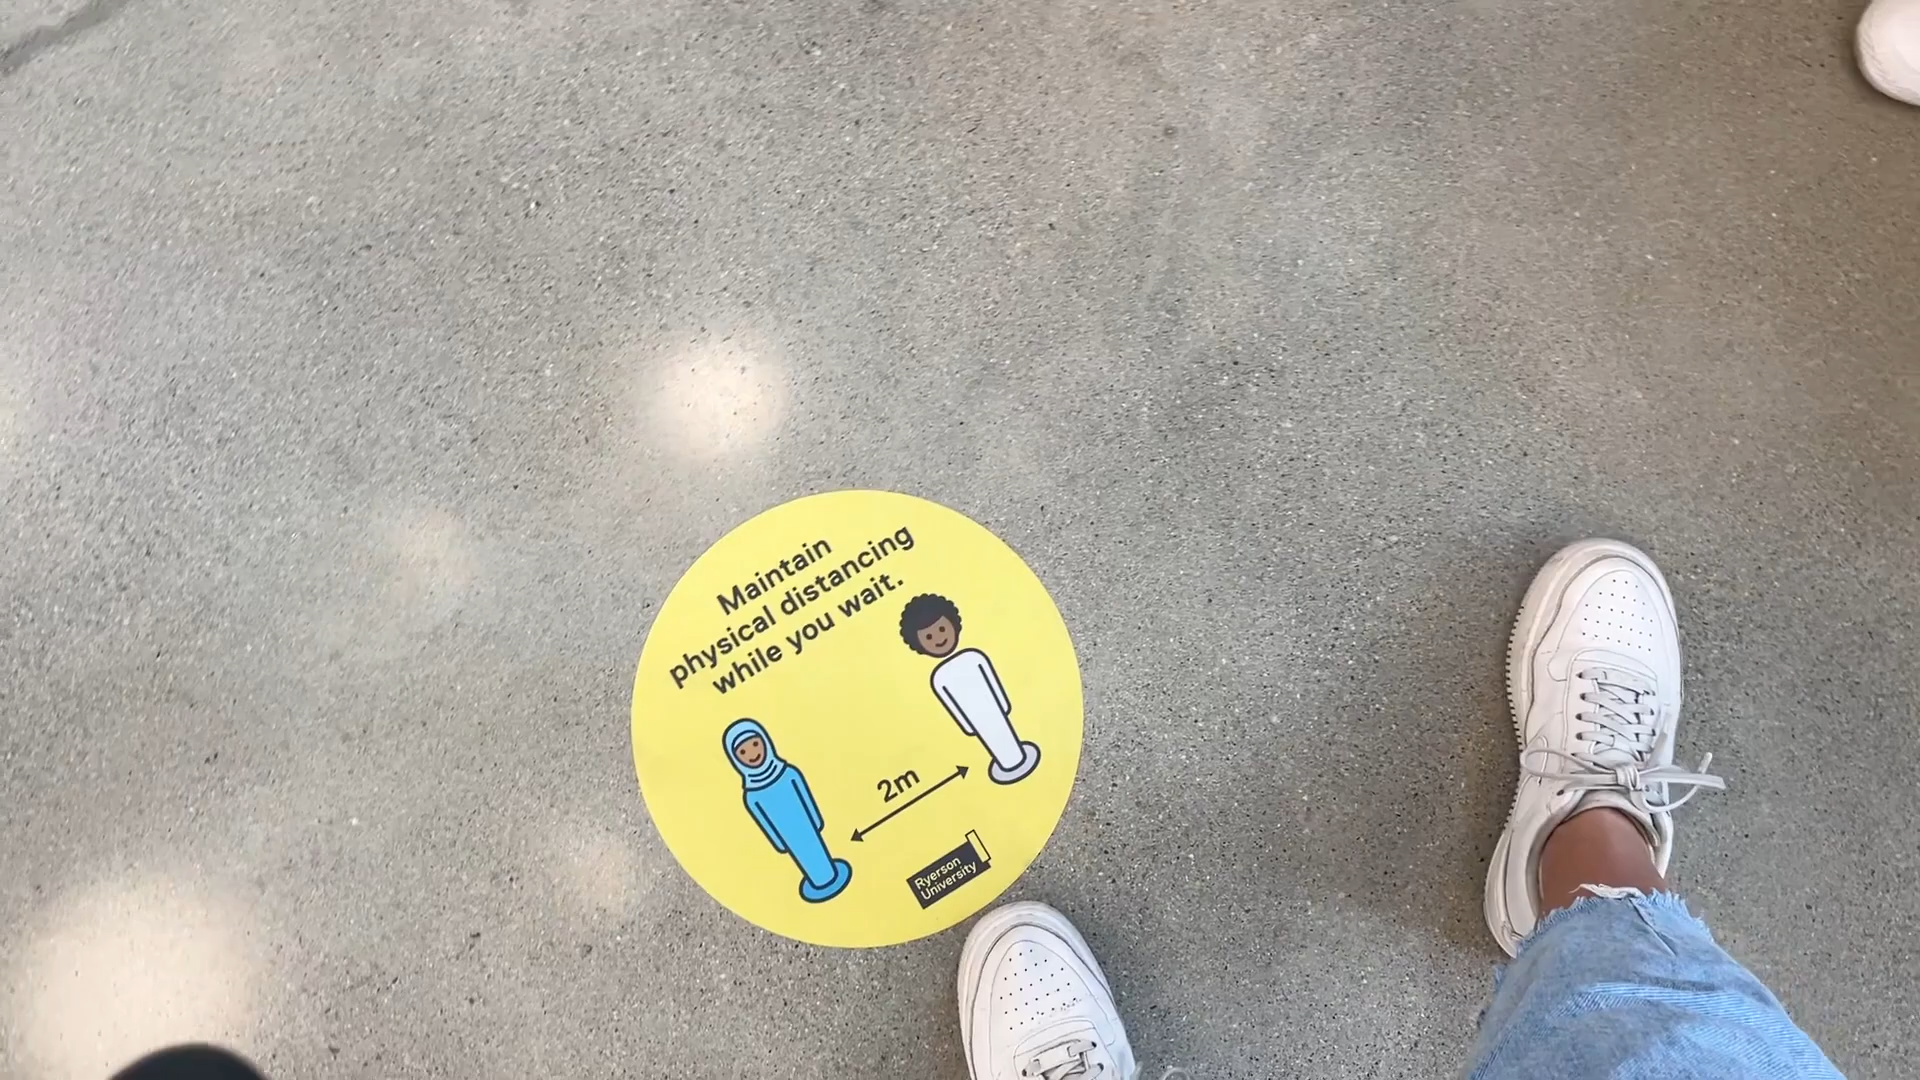 Maintain
physical distancing
while you wait.
2m
Ryerson
University